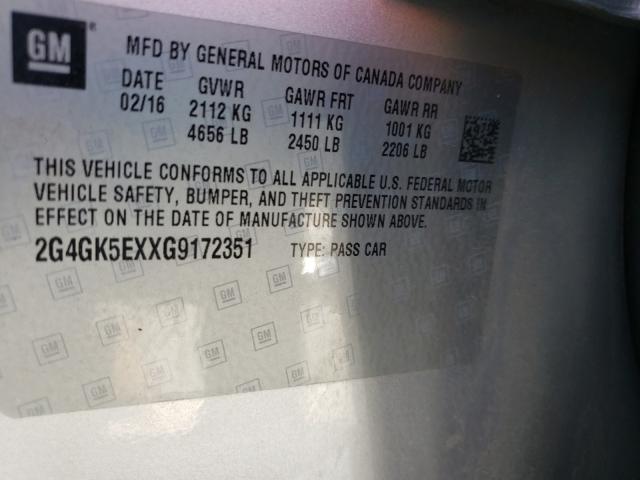 GM
MFD BY GENERAL MOTORS OF CANADA COMPANY
DATE GVWR GAWR FRT GAWR RR
02/16 2112 KG 1111 KG 1001 KG
4656 LB 2450 LB 2206 LB
THIS VEHICLE CONFORMS TO ALL APPLICABLE U.S. FEDERAL MOTOR
VEHICLE SAFETY, BUMPER, AND THEFT PREVENTION STANDARDS IN
EFFECT ON THE DATE OF MANUFACTURE SHOWN ABOVE.
2G4GK5EXXG9172351 TYPE: PASS CAR